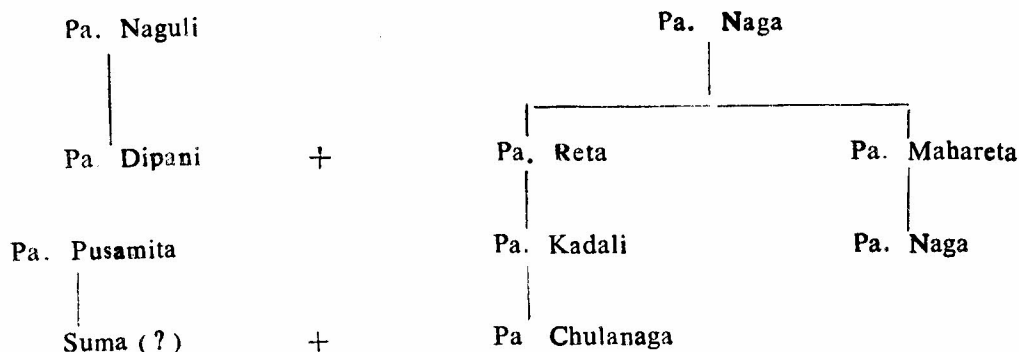 Pa. Naguli Pa. Naga
Pa Dipani + Pa. Reta Pa. Mahareta
Pa. Pusamita Pa. Kadali Pa. Naga
Suma (?) + Pa Chulanaga